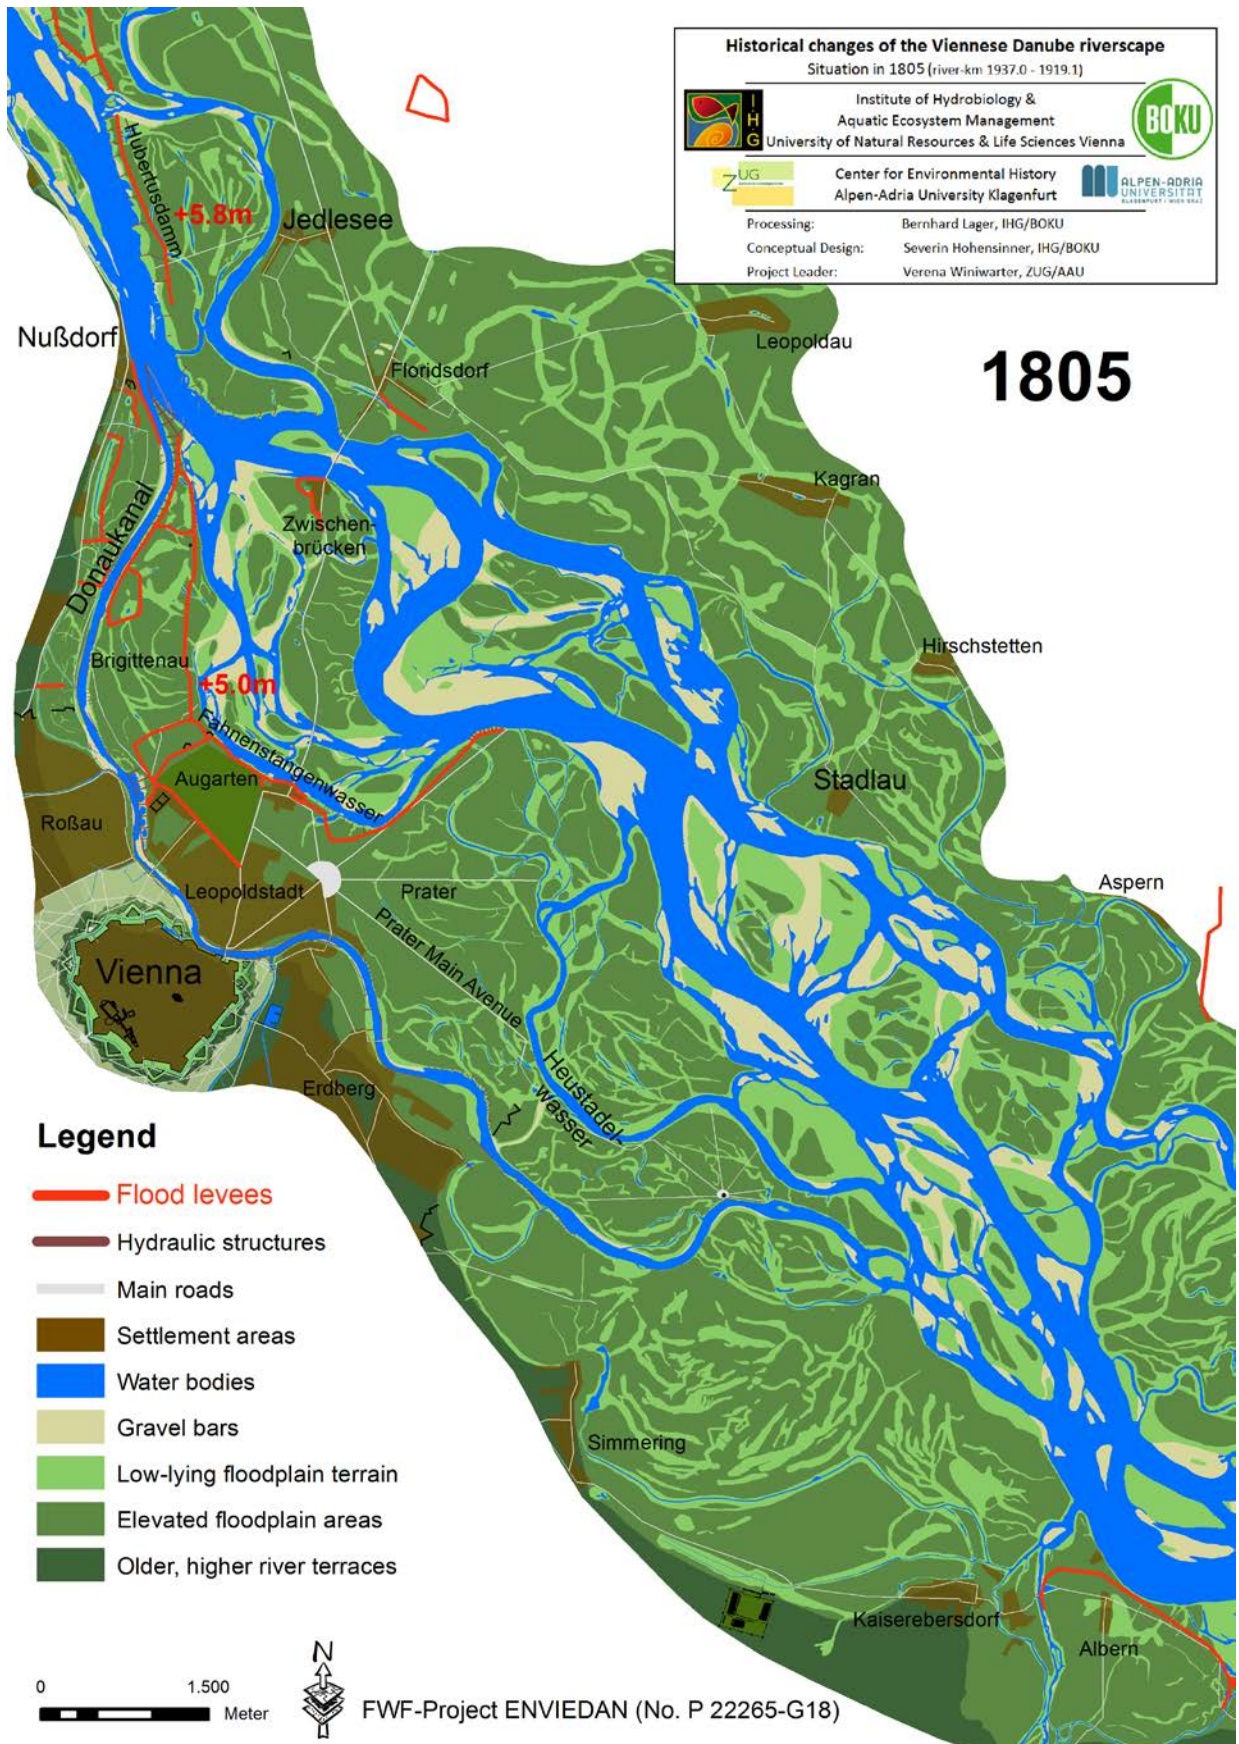 Historical changes of the Viennese Danube riverscape
Situation in 1805 (river-km 1937.0 - 1919.1)
I·H·G
Institute of Hydrobiology &
Aquatic Ecosystem Management
University of Natural Resources & Life Sciences Vienna
BOKU
ZUG
Center for Environmental History
Alpen-Adria University Klagenfurt
ALPEN-ADRIA
UNIVERSITÄT
KLAGENFURT I WIEN GRAZ
Processing: Bernhard Lager, IHG/BOKU
Conceptual Design: Severin Hohensinner, IHG/BOKU
Project Leader: Verena Winiwarter, ZUG/AAU
1805
Hubertusdamm
+5.8m
Jedlesee
Nußdorf
Leopoldau
Floridsdorf
Kagran
Donaukanal
Zwischen-
brücken
Hirschstetten
Brigittenau
+5.0m
Fahnenstangenwasser
Augarten
Stadlau
Roßau
Leopoldstadt
Prater
Aspern
Prater Main Avenue
Vienna
Heustadel-
wasser
Erdberg
Simmering
Kaiserebersdorf
Albern
Legend
Flood levees
Hydraulic structures
Main roads
Settlement areas
Water bodies
Gravel bars
Low-lying floodplain terrain
Elevated floodplain areas
Older, higher river terraces
0 1.500
Meter
N
FWF-Project ENVIEDAN (No. P 22265-G18)